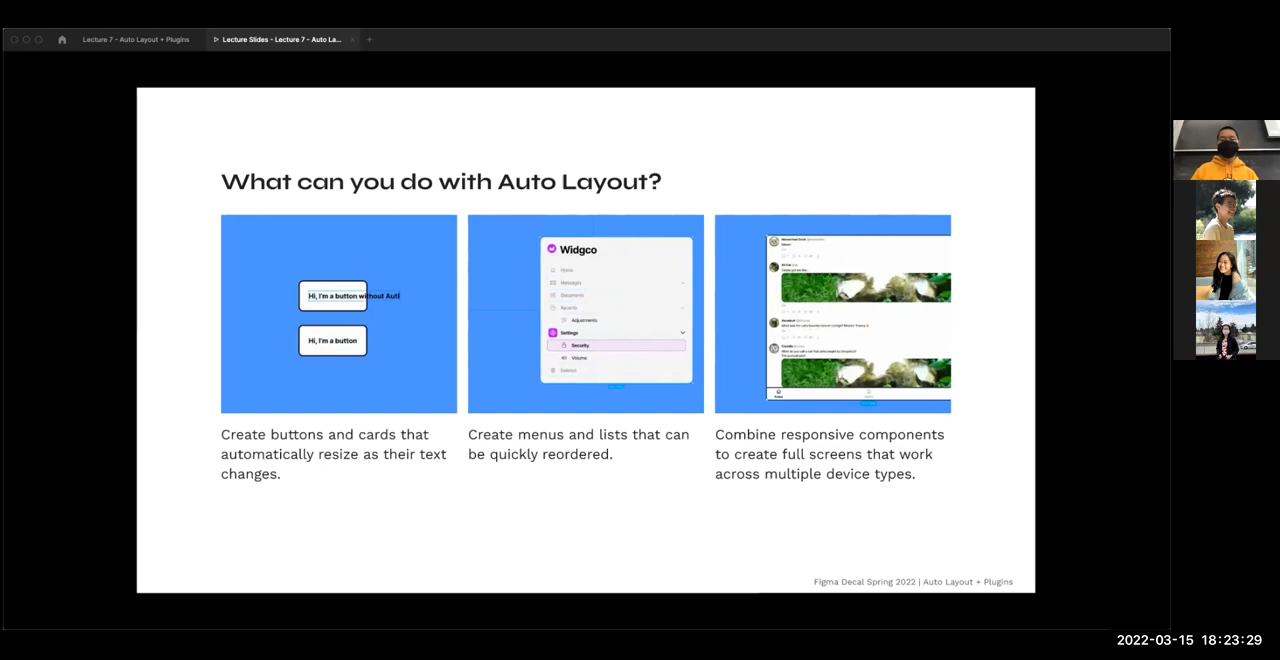 Lecture 7 - Auto Layout + Plugins
Lecture Slides - Lecture 7 - Auto La...
What can you do with Auto Layout?
Hi, I'm a button without Aut
Hi, I'm a button
Widgco
Home
Messages
Documents
Recents
Adjustments
Settings
Security
Volume
Deleted
Create buttons and cards that
automatically resize as their text
changes.
Create menus and lists that can
be quickly reordered.
Combine responsive components
to create full screens that work
across multiple device types.
Figma Decal Spring 2022 | Auto Layout + Plugins
2022-03-15 18:23:29